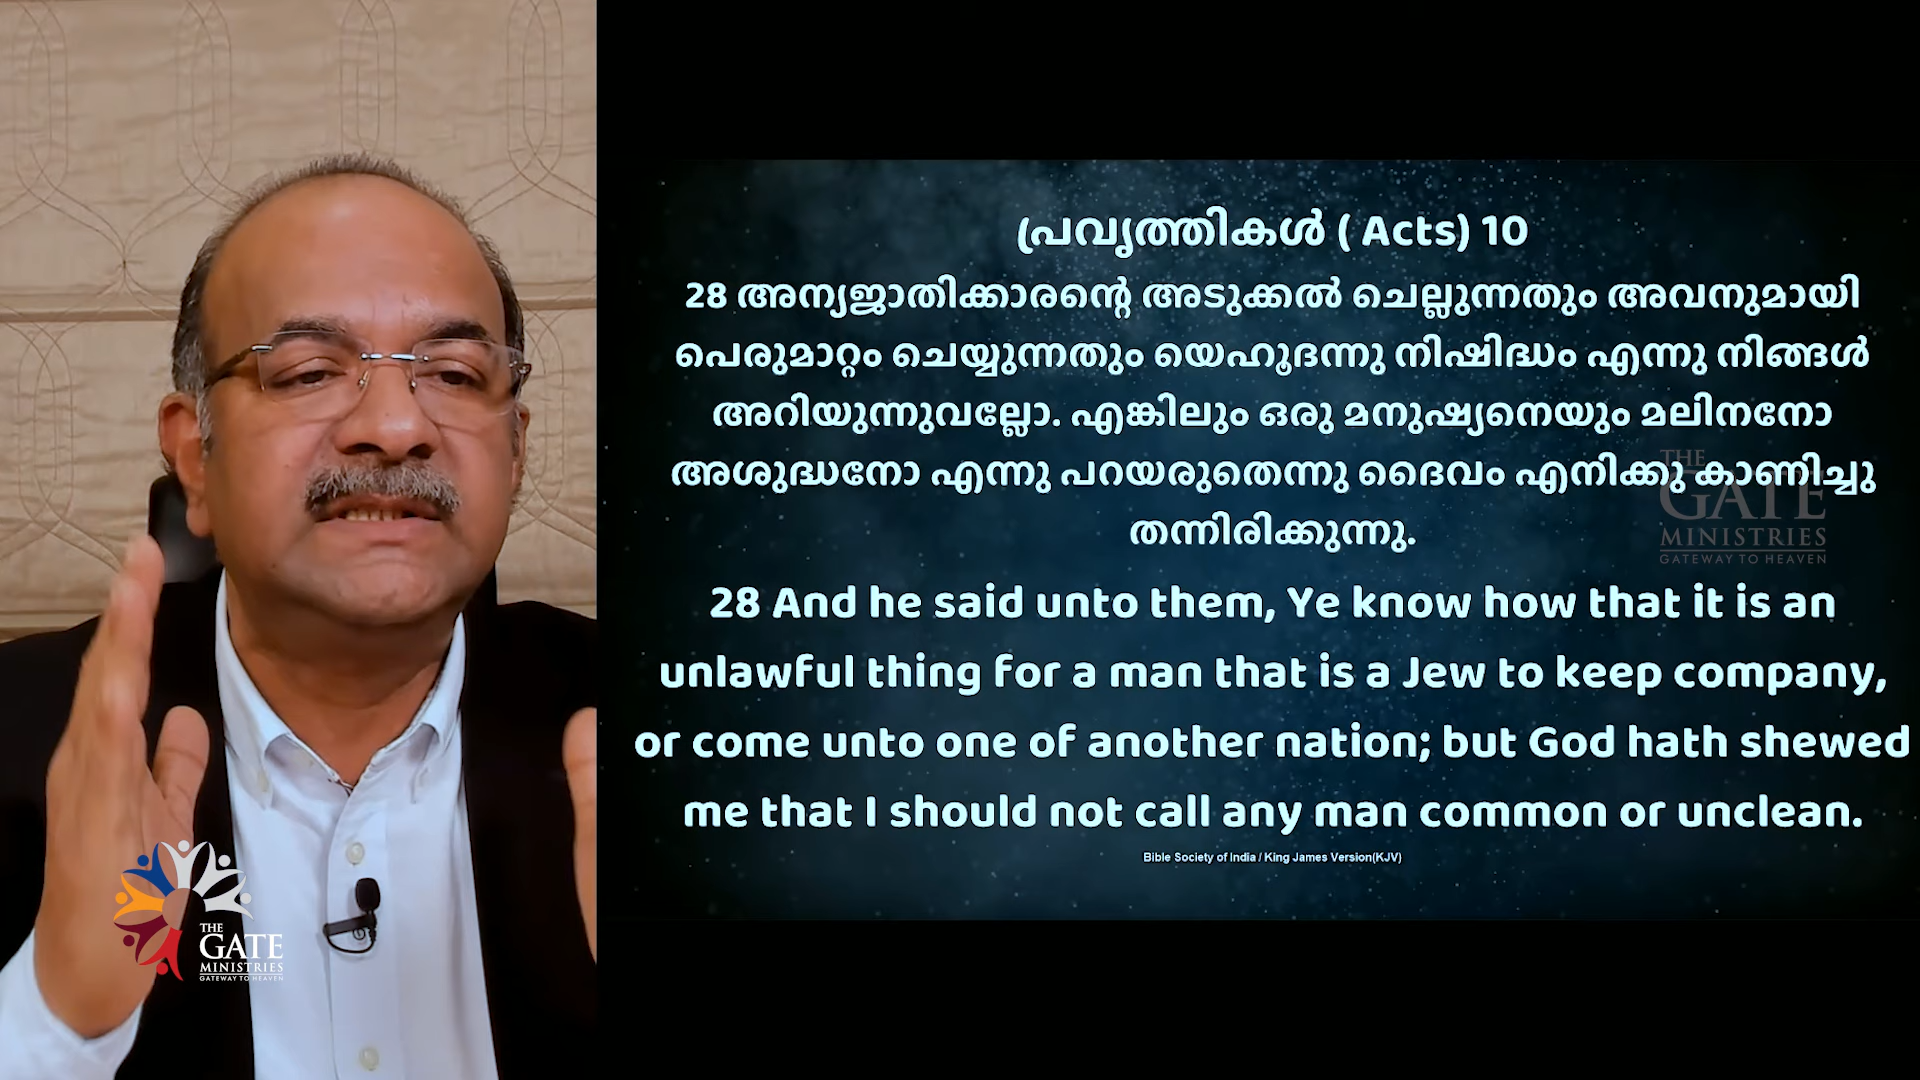 പ്രവൃത്തികൾ ( Acts) 10
28 അന്യജാതിക്കാരന്റെ അടുക്കൽ ചെല്ലുന്നതും അവനുമായി
പെരുമാറ്റം ചെയ്യുന്നതും യെഹൂദന്നു നിഷിദ്ധം എന്നു നിങ്ങൾ
അറിയുന്നുവല്ലോ. എങ്കിലും ഒരു മനുഷ്യനെയും മലിനനോ
അശുദ്ധനോ എന്നു പറയരുതെന്നു ദൈവം എനിക്കു കാണിച്ചു
തന്നിരിക്കുന്നു.
28 And he said unto them, Ye know how that it is an
unlawful thing for a man that is a Jew to keep company,
or come unto one of another nation; but God hath shewed
me that I should not call any man common or unclean.
Bible Society of India / King James Version(KJV)
THE
GATE
MINISTRIES
GATEWAY TO HEAVEN
THE
GATE
MINISTRIES
GATEWAY TO HEAVEN